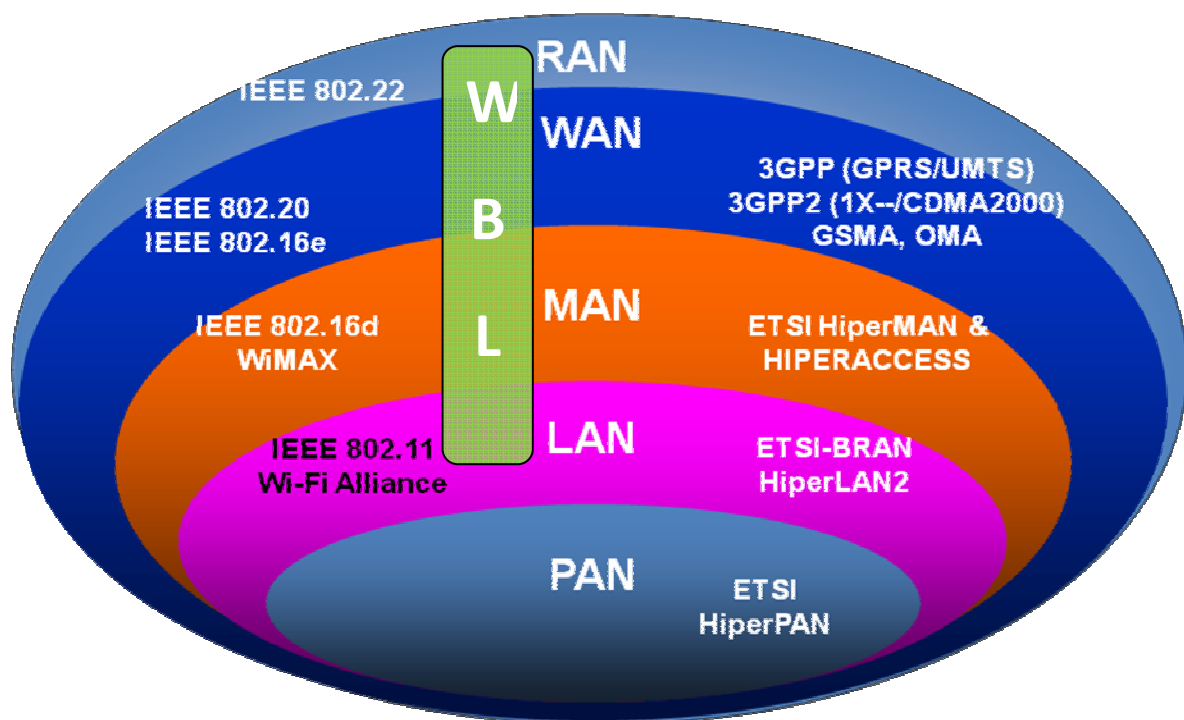 RAN
IEEE 802.22
W
WAN
3GPP (GPRS/UMTS)
3GPP2 (1X--/CDMA2000)
GSMA, OMA
IEEE 802.20
IEEE 802.16e
B
MAN
L
IEEE 802.16d
WiMAX
ETSI HiperMAN &
HIPERACCESS
LAN
IEEE 802.11
Wi-Fi Alliance
ETSI-BRAN
HiperLAN2
PAN
ETSI
HiperPAN